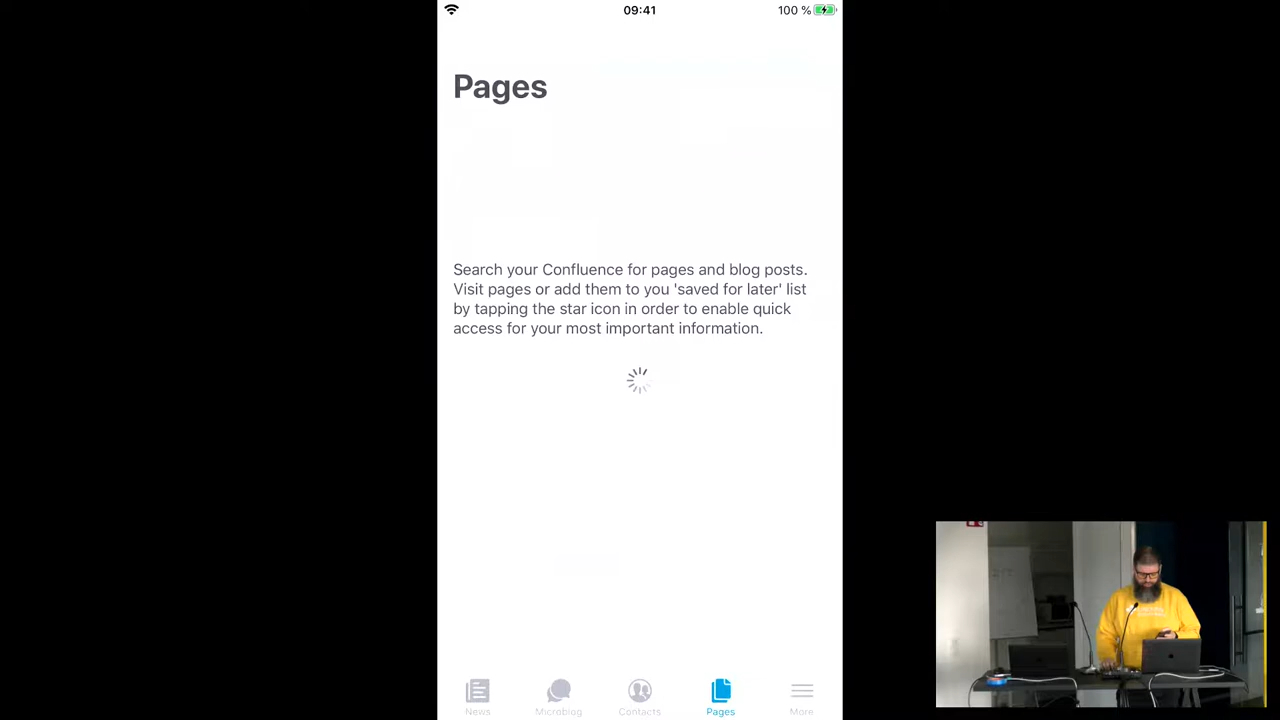 09:41
100 %
Pages
Search your Confluence for pages and blog posts.
Visit pages or add them to you 'saved for later' list
by tapping the star icon in order to enable quick
access for your most important information.
News
Microblog
Contacts
Pages
More